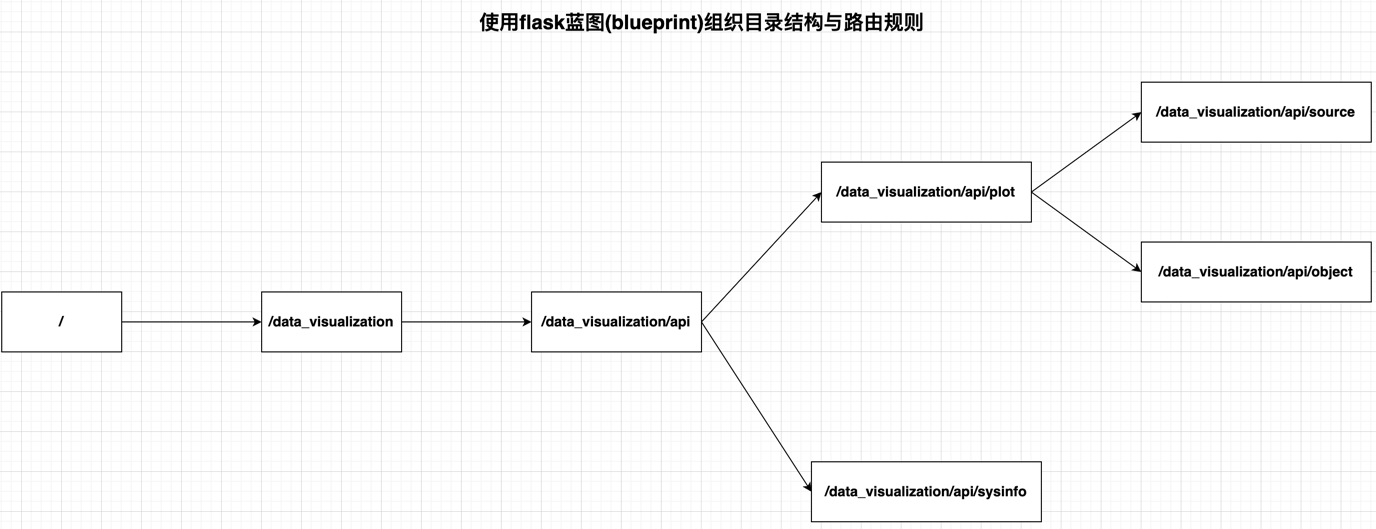 使用flask蓝图(blueprint)组织目录结构与路由规则
/
/data_visualization
/data_visualization/api
/data_visualization/api/plot
/data_visualization/api/source
/data_visualization/api/object
/data_visualization/api/sysinfo